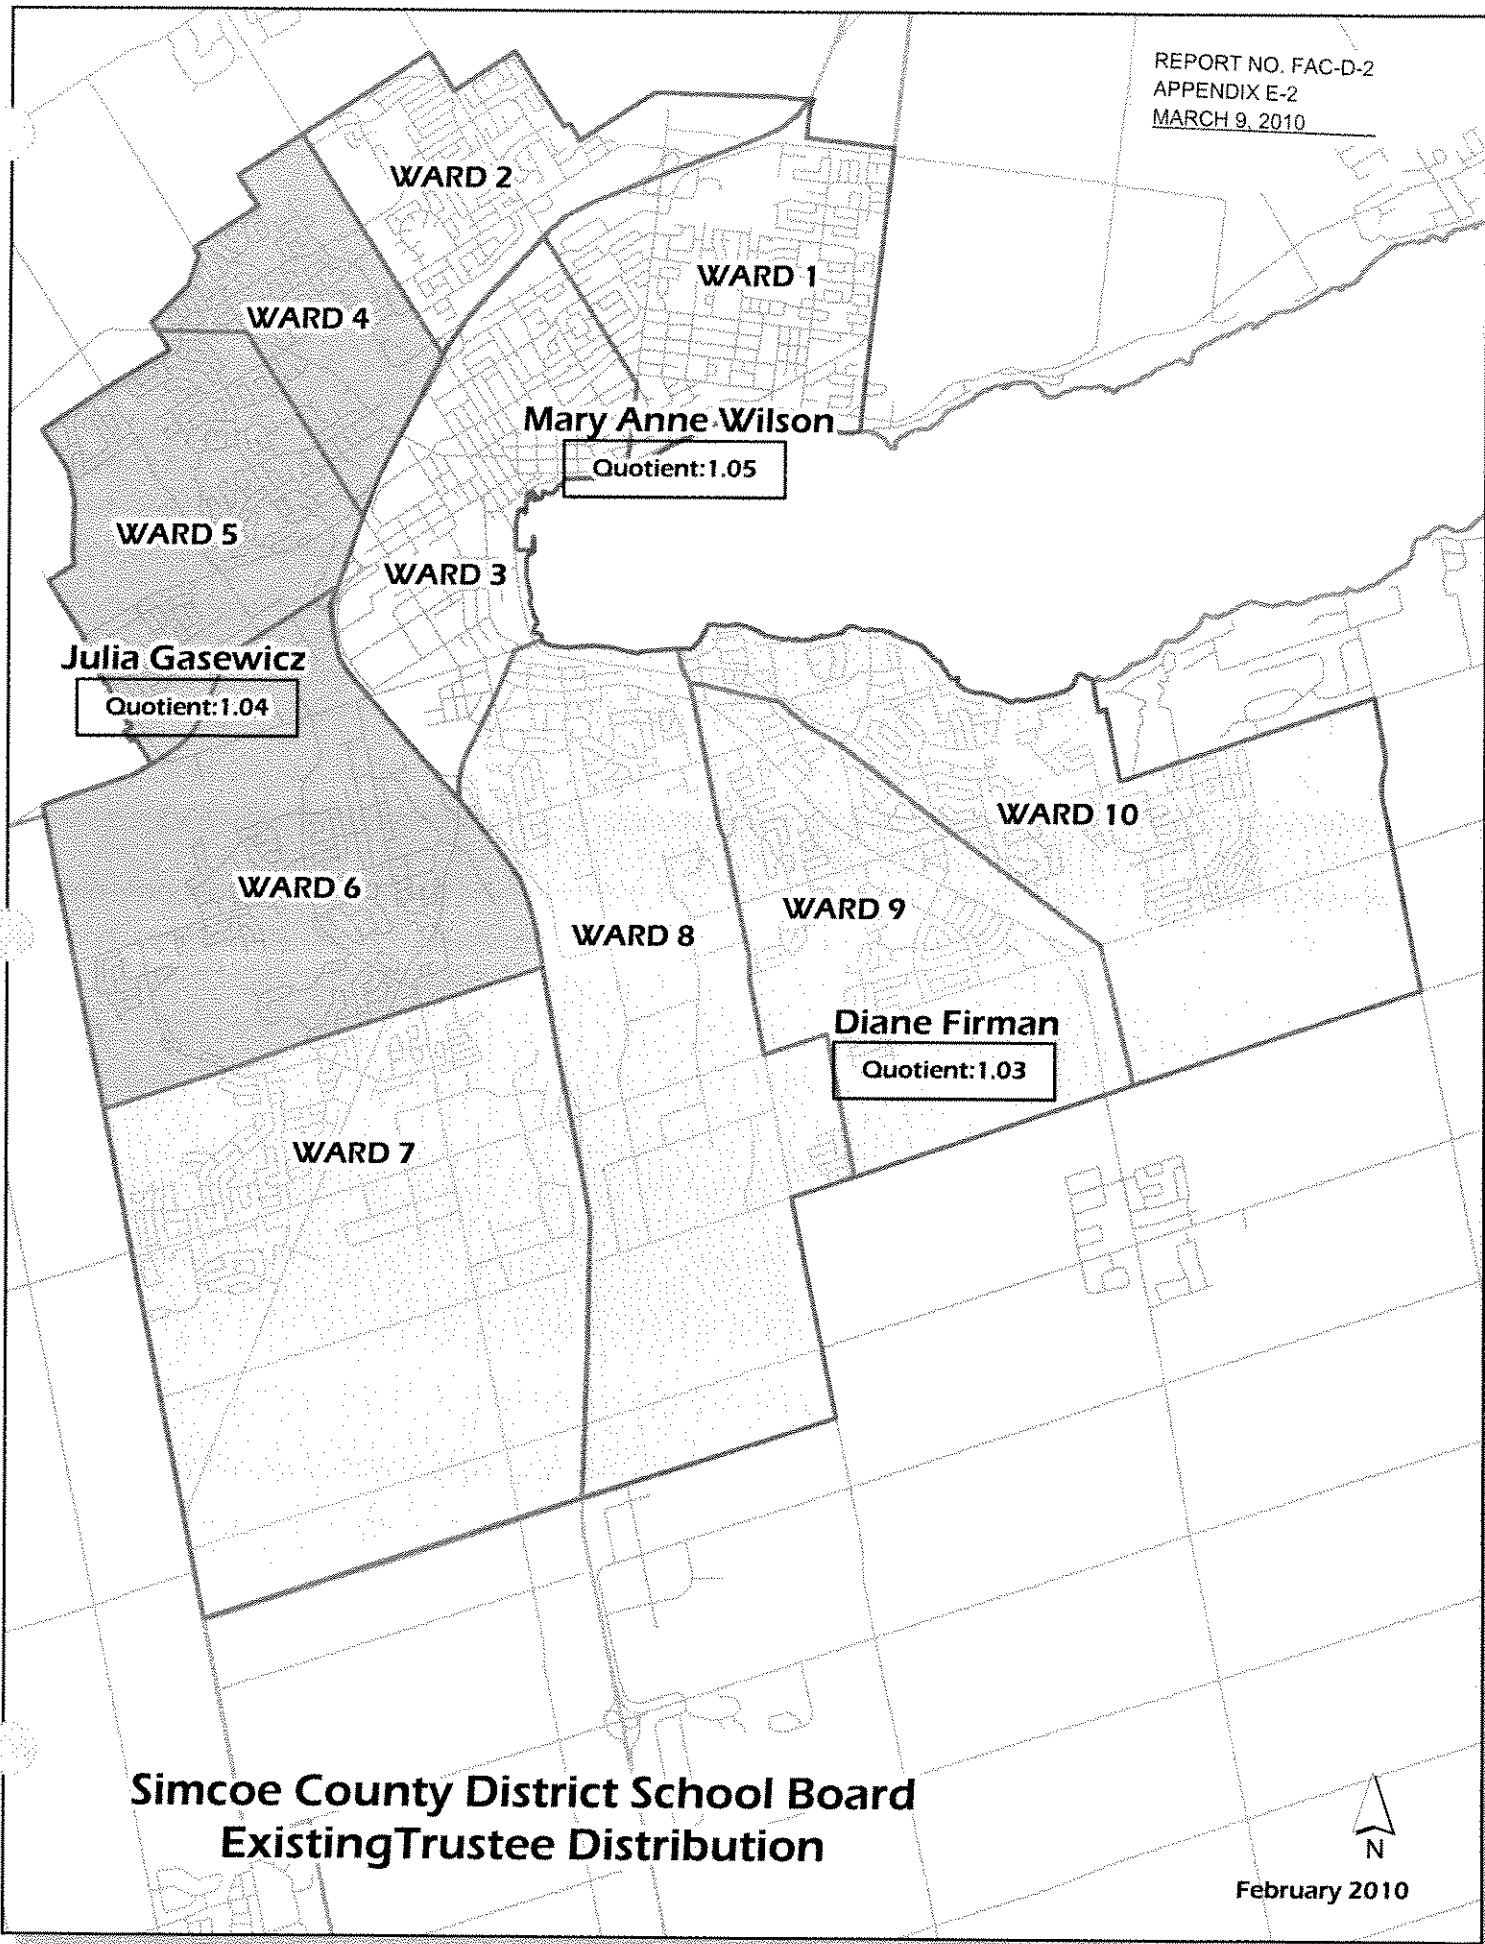 REPORT NO. FAC-D-2
APPENDIX E-2
MARCH 9, 2010
WARD 2
WARD 1
WARD 4
Mary Anne Wilson
Quotient:1.05
WARD 5
WARD 3
Julia Gasewicz
Quotient:1.04
WARD 10
WARD 6
WARD 9
WARD 8
Diane Firman
Quotient:1.03
WARD 7
Simcoe County District School Board
ExistingTrustee Distribution
N
February 2010